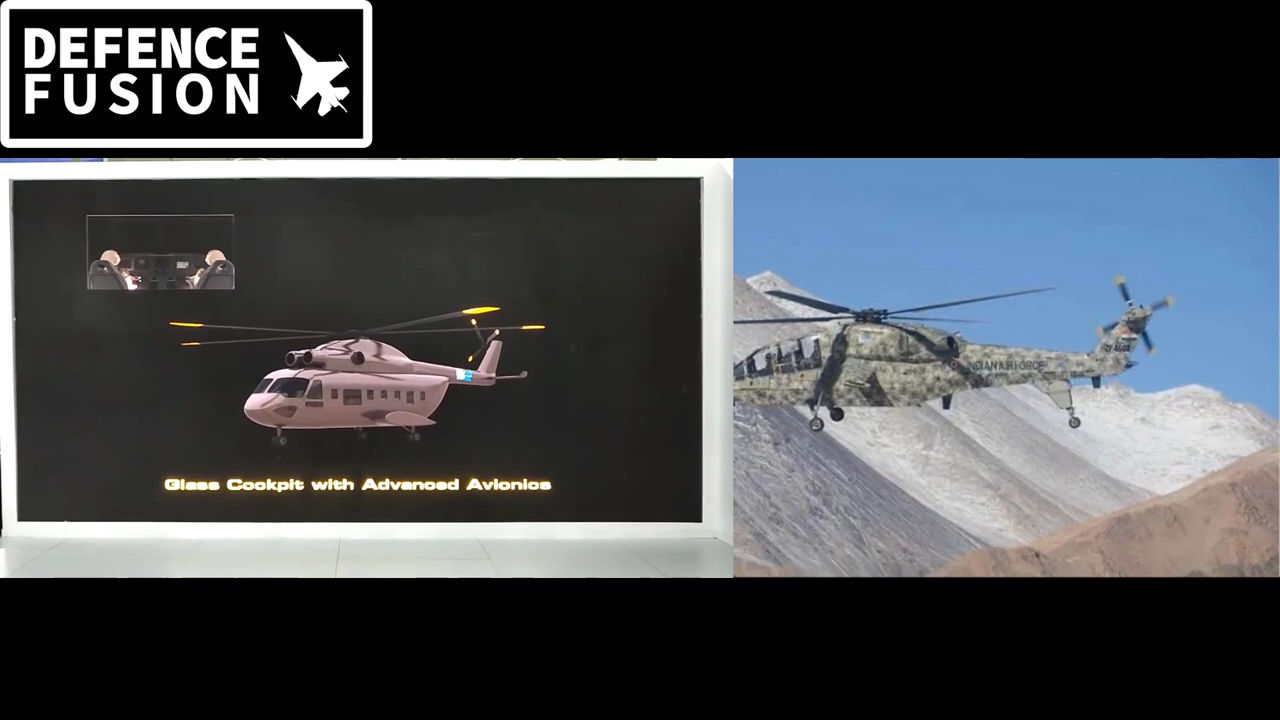 DEFENCE
FUSION
Glass Cockpit with Advanced Avionics
INDIAN AIR FORCE